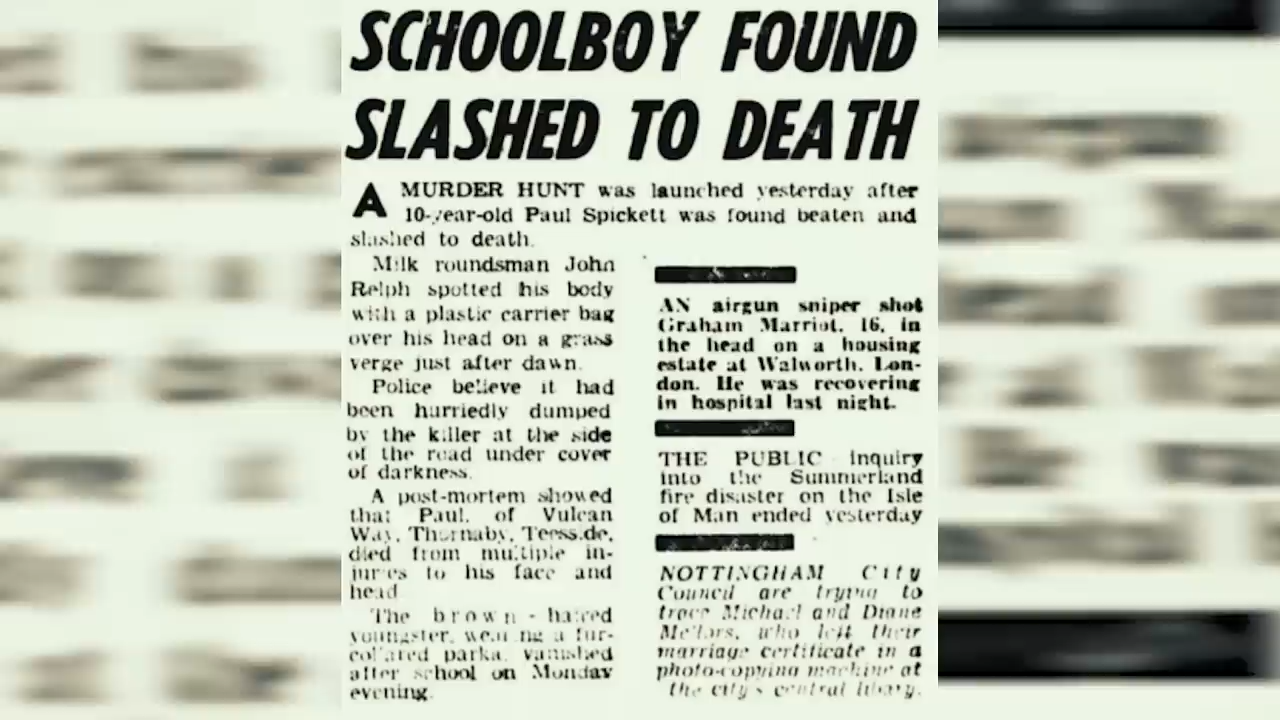 SCHOOLBOY FOUND
SLASHED TO DEATH
A MURDER HUNT was launched yesterday after
10-year-old Paul Spickett was found beaten and
slashed to death.
Milk roundsman John
Relph spotted his body
with a plastic carrier bag
over his head on a grass
verge just after dawn.
Police believe it had
been hurriedly dumped
by the killer at the side
of the road under cover
of darkness.
A post-mortem showed
that Paul, of Vulcan
Way, Thornaby, Teesside,
died from multiple in-
juries to his face and
head
The brown-haired
youngster, wearing a fur-
collared parka, vanished
after school on Monday
evening.
AN airgun sniper shot
Graham Marriot, 16, in
the head on a housing
estate at Walworth, Lon-
don. He was recovering
in hospital last night.
THE PUBLIC inquiry
into the Summerland
fire disaster on the Isle
of Man ended yesterday
NOTTINGHAM City
Council are trying to
trace Michael and Diane
Mellors, who left their
marriage certificate in a
photo-copying machine at
the city's central library.